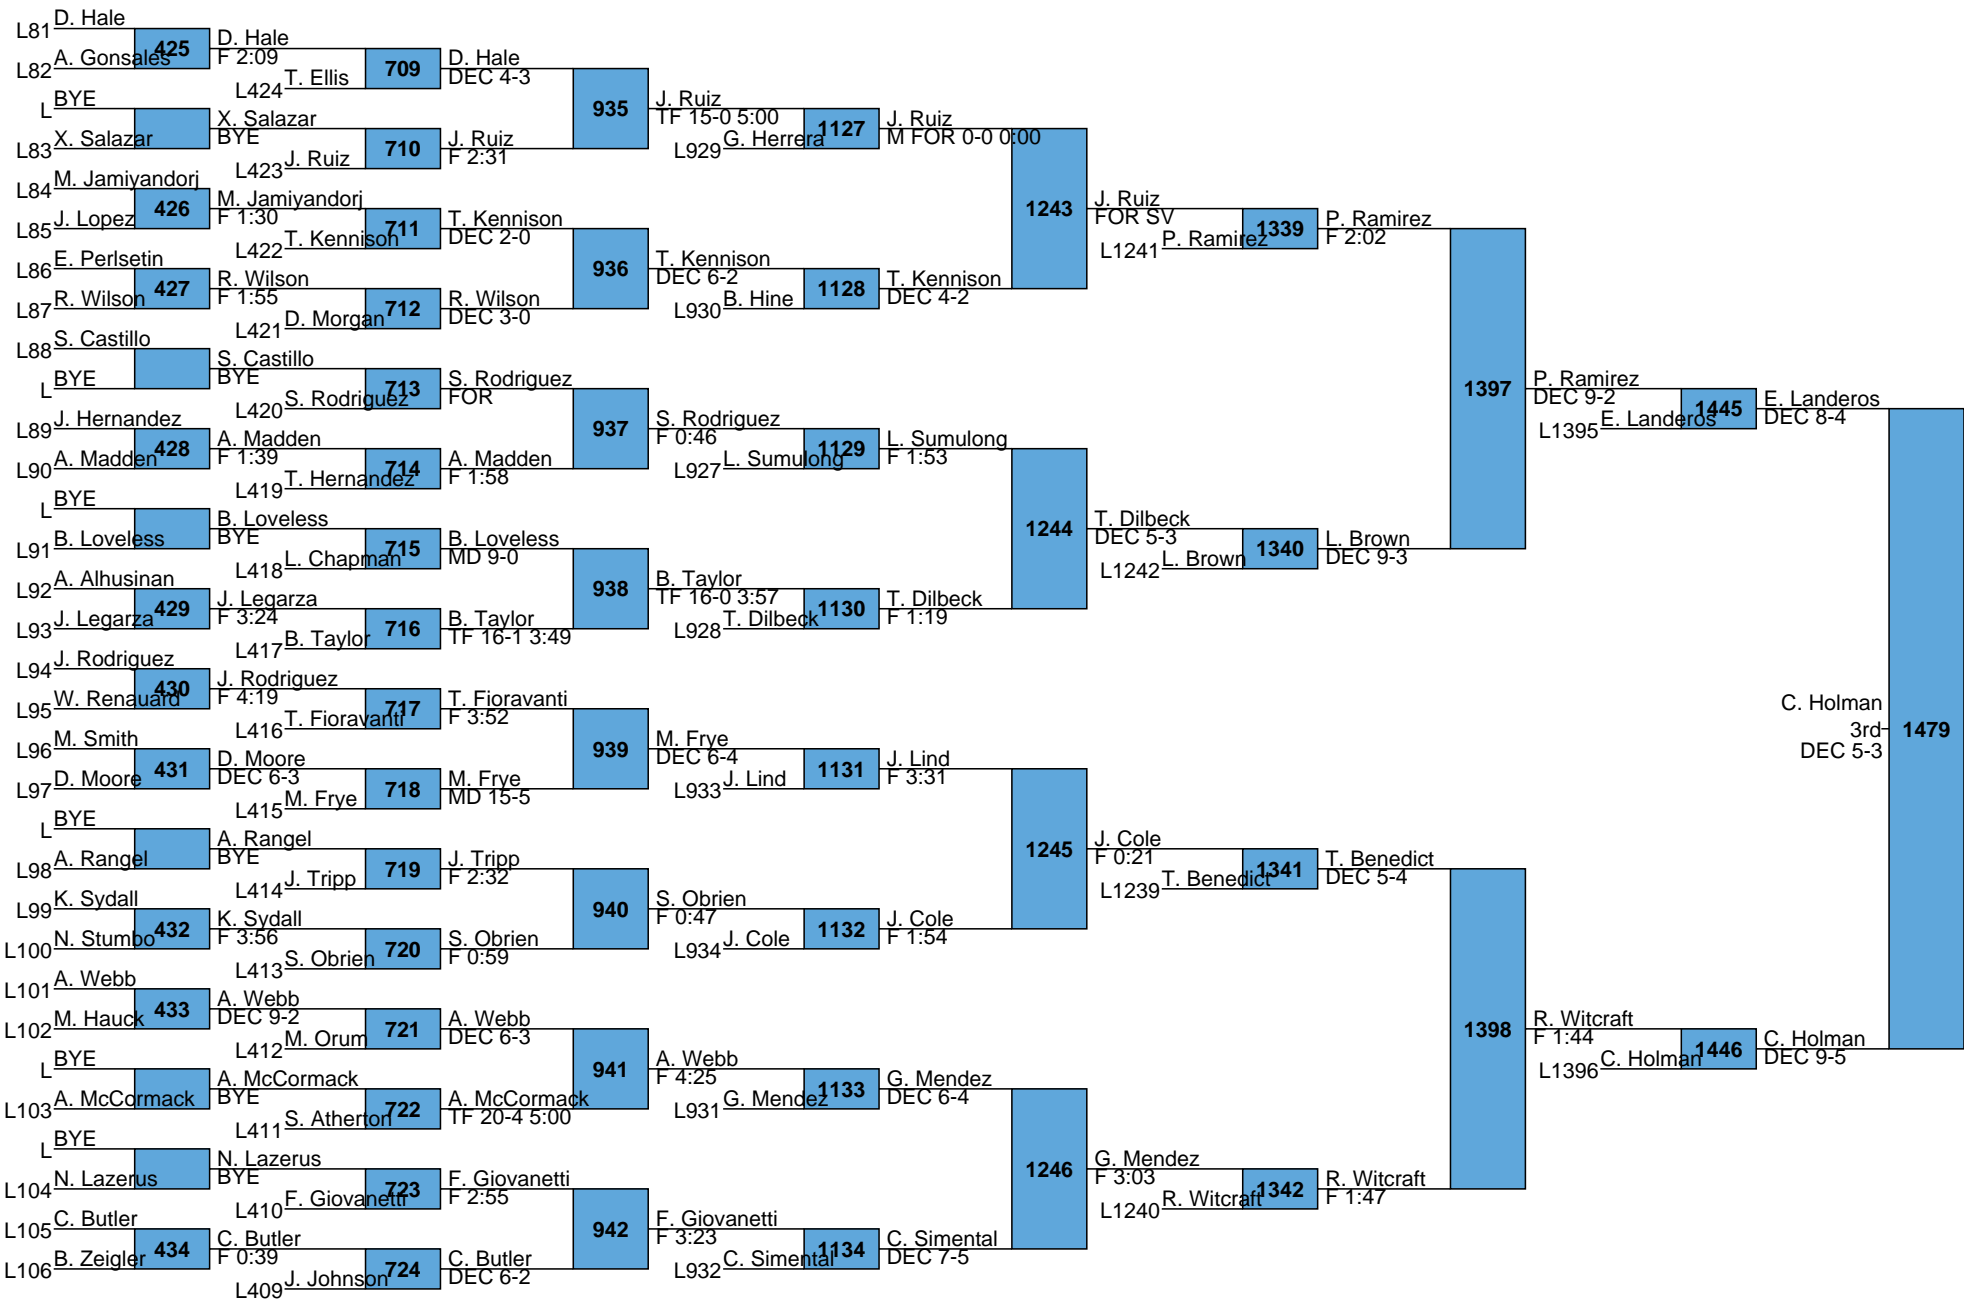 L81 D. Hale
425
L82 A. Gonsales
D. Hale
F 2:09
709
L424 T. Ellis
D. Hale
DEC 4-3
L BYE
L83 X. Salazar
X. Salazar
BYE
710
L423 J. Ruiz
J. Ruiz
F 2:31
935
J. Ruiz
TF 15-0 5:00
1127
L929 G. Herrera
J. Ruiz
M FOR 0-0 0:00
L84 M. Jamiyandorj
426
L85 J. Lopez
M. Jamiyandorj
F 1:30
711
L422 T. Kennison
T. Kennison
DEC 2-0
L86 E. Perlsetin
427
L87 R. Wilson
R. Wilson
F 1:55
712
L421 D. Morgan
R. Wilson
DEC 3-0
936
T. Kennison
DEC 6-2
1128
L930 B. Hine
T. Kennison
DEC 4-2
1243
J. Ruiz
FOR SV
1339
L1241 P. Ramirez
P. Ramirez
F 2:02
L88 S. Castillo
L BYE
S. Castillo
BYE
713
L420 S. Rodriguez
S. Rodriguez
FOR
L89 J. Hernandez
428
L90 A. Madden
A. Madden
F 1:39
714
L419 T. Hernandez
A. Madden
F 1:58
937
S. Rodriguez
F 0:46
1129
L927 L. Sumulong
L. Sumulong
F 1:53
L BYE
L91 B. Loveless
B. Loveless
BYE
715
L418 L. Chapman
B. Loveless
MD 9-0
L92 A. Alhusinan
429
L93 J. Legarza
J. Legarza
F 3:24
716
L417 B. Taylor
B. Taylor
TF 16-1 3:49
938
B. Taylor
TF 16-0 3:57
1130
L928 T. Dilbeck
T. Dilbeck
F 1:19
1244
T. Dilbeck
DEC 5-3
1340
L1242 L. Brown
L. Brown
DEC 9-3
1397
P. Ramirez
DEC 9-2
1445
L1395 E. Landeros
E. Landeros
DEC 8-4
L94 J. Rodriguez
430
L95 W. Renauard
J. Rodriguez
F 4:19
717
L416 T. Fioravanti
T. Fioravanti
F 3:52
L96 M. Smith
431
L97 D. Moore
D. Moore
DEC 6-3
718
L415 M. Frye
M. Frye
MD 15-5
939
M. Frye
DEC 6-4
1131
L933 J. Lind
J. Lind
F 3:31
L BYE
L98 A. Rangel
A. Rangel
BYE
719
L414 J. Tripp
J. Tripp
F 2:32
L99 K. Sydall
432
L100 N. Stumbo
K. Sydall
F 3:56
720
L413 S. Obrien
S. Obrien
F 0:59
940
S. Obrien
F 0:47
1132
L934 J. Cole
J. Cole
F 1:54
1245
J. Cole
F 0:21
1341
L1239 T. Benedict
T. Benedict
DEC 5-4
L101 A. Webb
433
L102 M. Hauck
A. Webb
DEC 9-2
721
L412 M. Orum
A. Webb
DEC 6-3
L BYE
L103 A. McCormack
A. McCormack
BYE
722
L411 S. Atherton
A. McCormack
TF 20-4 5:00
941
A. Webb
F 4:25
1133
L931 G. Mendez
G. Mendez
DEC 6-4
L BYE
L104 N. Lazerus
N. Lazerus
BYE
723
L410 F. Giovanetti
F. Giovanetti
F 2:55
L105 C. Butler
434
L106 B. Zeigler
C. Butler
F 0:39
724
L409 J. Johnson
C. Butler
DEC 6-2
942
F. Giovanetti
F 3:23
1134
L932 C. Simental
C. Simental
DEC 7-5
1246
G. Mendez
F 3:03
1342
L1240 R. Witcraft
R. Witcraft
F 1:47
1398
R. Witcraft
F 1:44
1446
L1396 C. Holman
C. Holman
DEC 9-5
1479
C. Holman
3rd
DEC 5-3